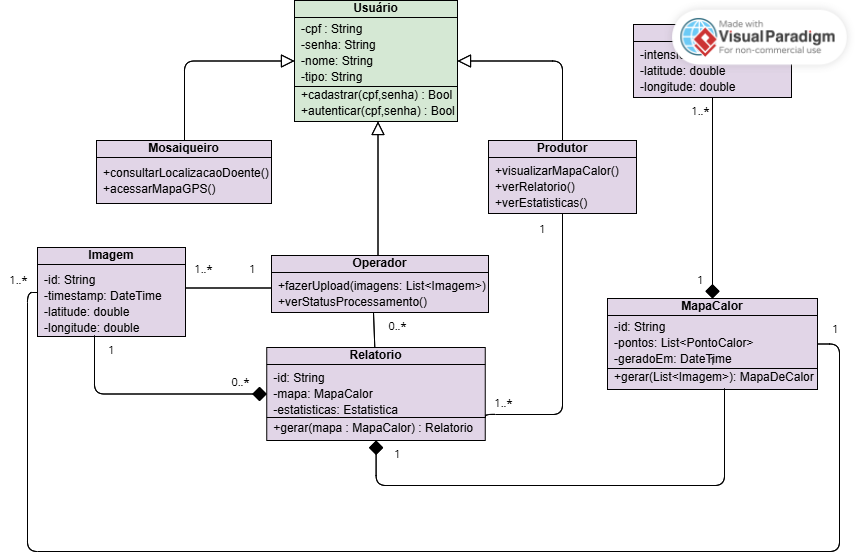 Usuário
-cpf : String
-senha: String
-nome: String
-tipo: String
+cadastrar(cpf,senha) : Bool
+autenticar(cpf,senha) : Bool
Made with
VisualParadigm
For non-commercial use
-latitude: double
-longitude: double
1..*
Mosaiqueiro
+consultarLocalizacaoDoente()
+acessarMapaGPS()
Produtor
+visualizarMapaCalor()
+verRelatorio()
+verEstatisticas()
1
Imagem
-id: String
-timestamp: DateTime
-latitude: double
-longitude: double
1..*
1..*
1
1
Operador
+fazerUpload(imagens: List<Imagem>)
+verStatusProcessamento()
0..*
1
MapaCalor
-id: String
-pontos: List<PontoCalor>
-geradoEm: DateTime
+gerar(List<Imagem>): MapaDeCalor
1
0..*
Relatorio
-id: String
-mapa: MapaCalor
-estatisticas: Estatistica
+gerar(mapa : MapaCalor) : Relatorio
1..*
1